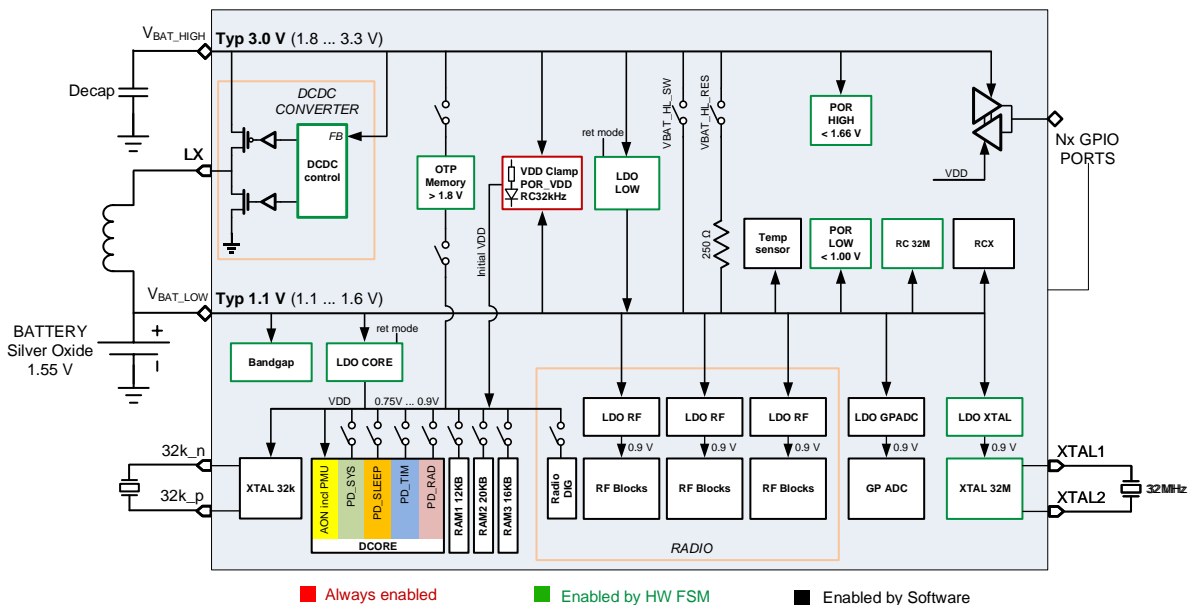 VBAT_HIGH
Typ 3.0 V (1.8 ... 3.3 V)
Decap
DCDC
CONVERTER
FB
DCDC
control
LX
OTP
Memory
> 1.8 V
VDD Clamp
POR_VDD
RC32kHz
ret mode
LDO
LOW
VBAT_HL_SW
VBAT_HL_RES
250 Ω
POR
HIGH
< 1.66 V
VDD
Nx GPIO
PORTS
Temp
sensor
POR
LOW
< 1.00 V
RC 32M
RCX
Initial VDD
VBAT_LOW
Typ 1.1 V (1.1 ... 1.6 V)
BATTERY
Silver Oxide
1.55 V
+
Bandgap
LDO CORE
ret mode
VDD
0.75V ... 0.9V
LDO RF
LDO RF
LDO RF
LDO GPADC
LDO XTAL
0.9 V
0.9 V
0.9 V
0.9 V
0.9 V
32k_n
32k_p
XTAL 32k
AON incl PMU
PD_SYS
PD_SLEEP
PD_TIM
PD_RAD
DCORE
RAM1 12KB
RAM2 20KB
RAM3 16KB
Radio
DIG
RF Blocks
RF Blocks
RF Blocks
GP ADC
XTAL 32M
XTAL1
XTAL2
32MHz
RADIO
Always enabled
Enabled by HW FSM
Enabled by Software